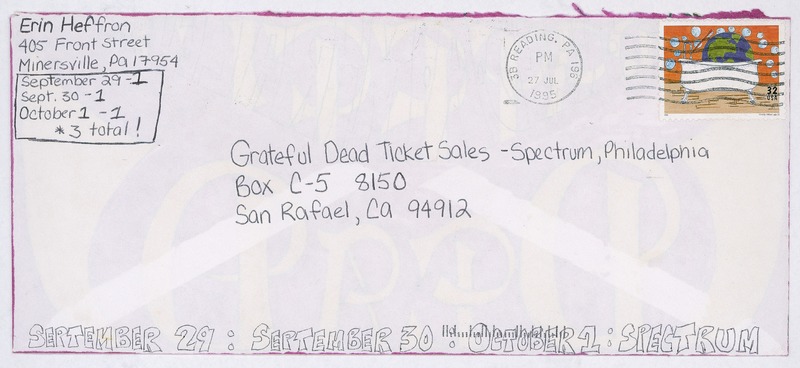 Erin Heffron
405 Front Street
Minersville, Pa 17954
September 29-1
Sept. 30 - 1
October 1 - 1
* 3 total!
READING, PA
PM
27 JUL
1995
32
USA
Grateful Dead Ticket Sales - Spectrum, Philadelphia
Box C-5 8150
San Rafael, Ca 94912
SEPTEMBER 29 : SEPTEMBER 30 : OCTOBER 1 : SPECTRUM